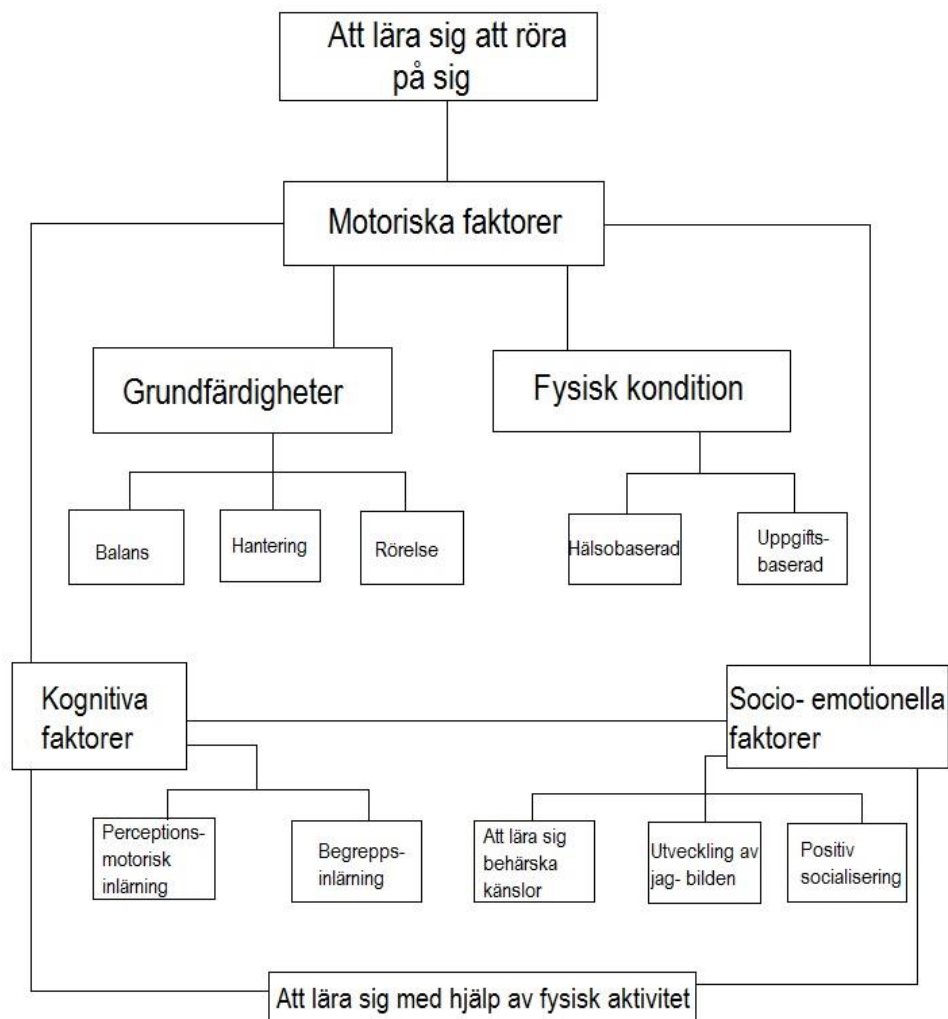 Att lära sig att röra
på sig
Motoriska faktorer
Grundfärdigheter
Fysisk kondition
Balans
Hantering
Rörelse
Hälsobaserad
Uppgifts-
baserad
Kognitiva
faktorer
Socio- emotionella
faktorer
Perceptions-
motorisk
inlärning
Begrepps-
inlärning
Att lära sig
behärska
känslor
Utveckling av
jag- bilden
Positiv
socialisering
Att lära sig med hjälp av fysisk aktivitet